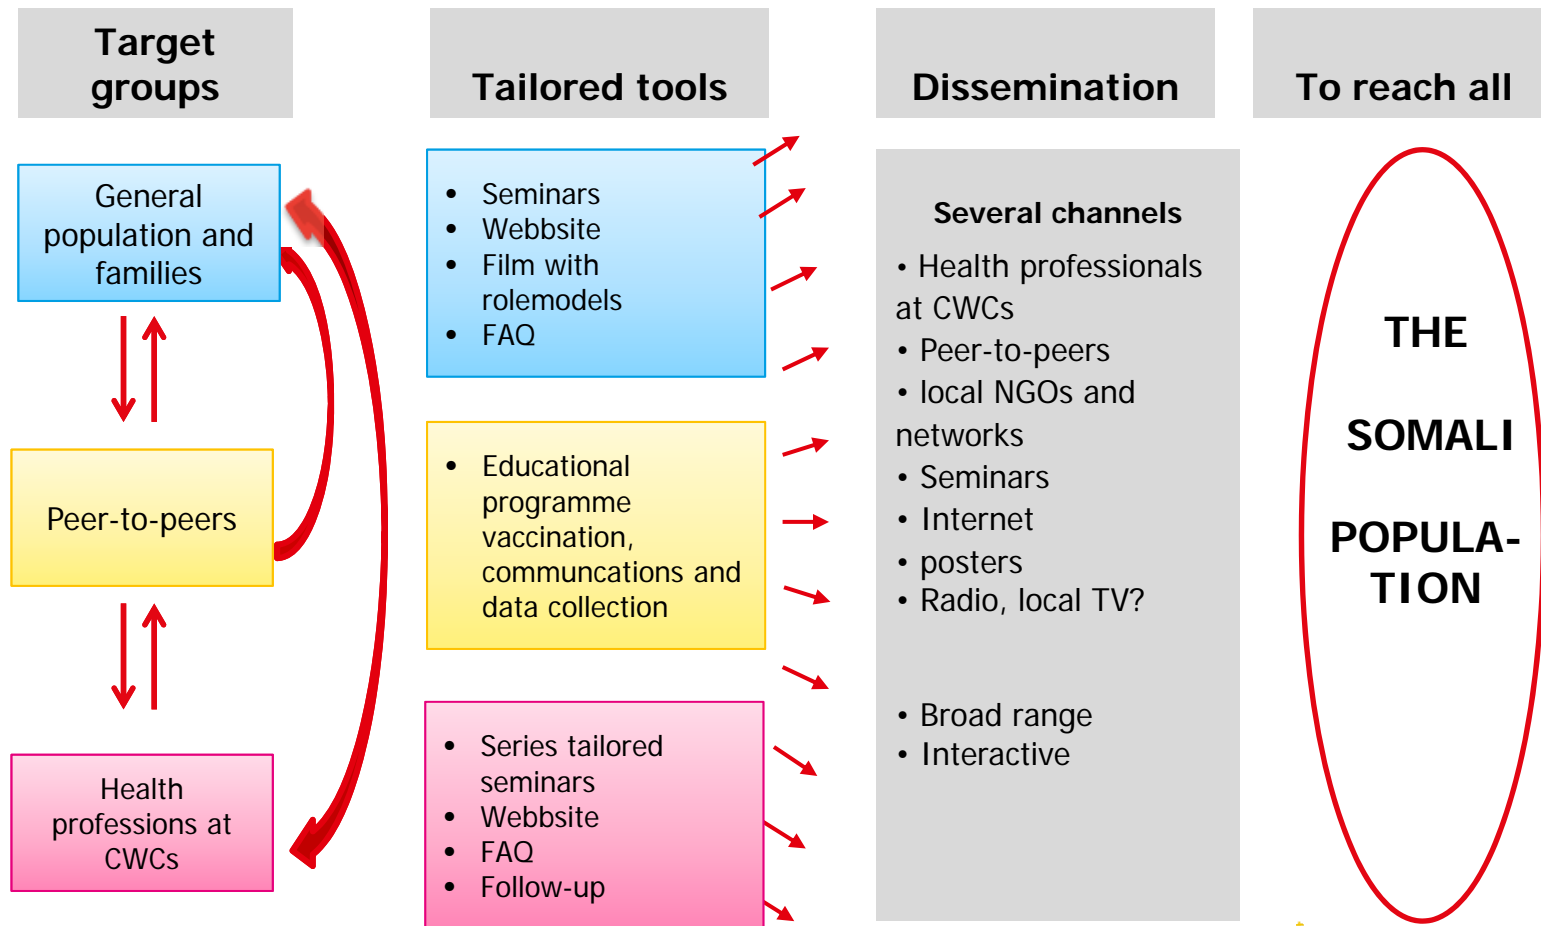 Target
groups
Tailored tools
Dissemination
To reach all
General
population and
families
Peer-to-peers
Health
professions at
CWCs
• Seminars
• Webbsite
• Film with
rolemodels
• FAQ
• Educational
programme
vaccination,
communcations and
data collection
• Series tailored
seminars
• Webbsite
• FAQ
• Follow-up
Several channels
• Health professionals
at CWCs
• Peer-to-peers
• local NGOs and
networks
• Seminars
• Internet
• posters
• Radio, local TV?
• Broad range
• Interactive
THE
SOMALI
POPULA-
TION